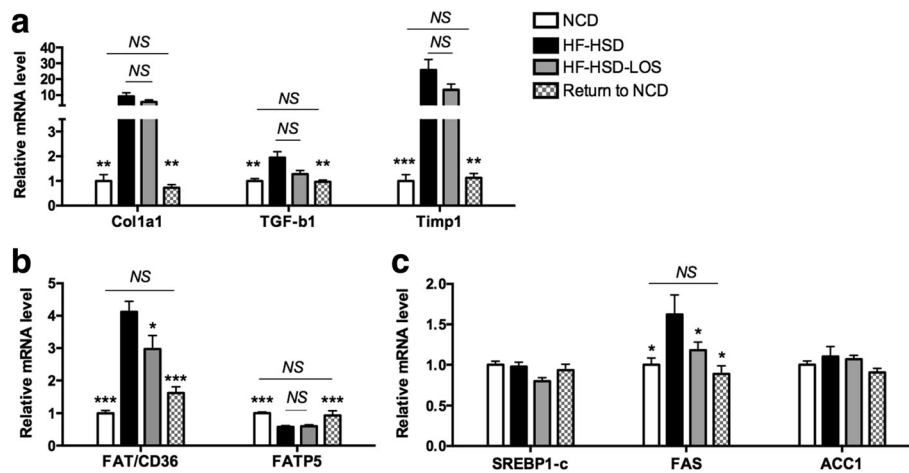 a
NS
NS
NS
NS
NS
NS
NCD
HF-HSD
HF-HSD-LOS
Return to NCD
Relative mRNA level
40
30
20
10
4
3
2
1
0
**
**
**
**
***
**
Col1a1
TGF-b1
Timp1
b
Relative mRNA level
5
4
3
2
1
0
NS
***
*
***
NS
***
NS
***
FAT/CD36
FATP5
c
Relative mRNA level
2.0
1.5
1.0
0.5
0.0
NS
*
*
*
SREBP1-c
FAS
ACC1